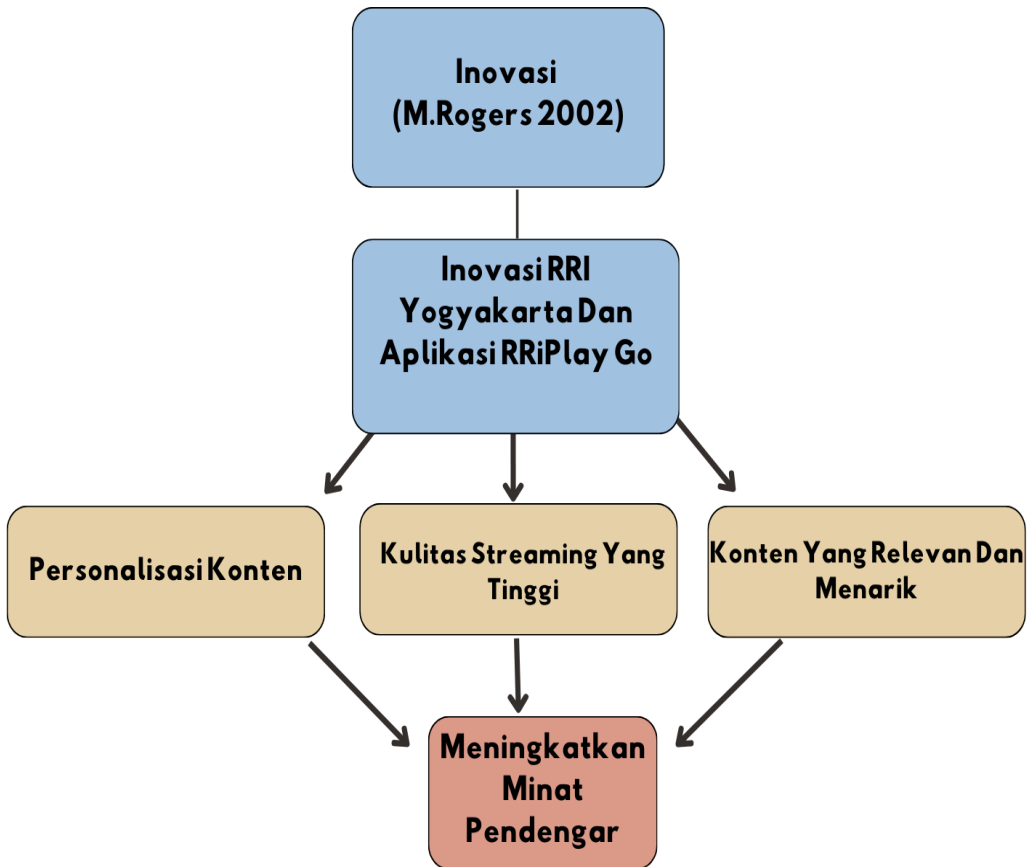 Inovasi
(M.Rogers 2002)
Inovasi RRI
Yogyakarta Dan
Aplikasi RRiPlay Go
Personalisasi Konten
Kulitas Streaming Yang
Tinggi
Konten Yang Relevan Dan
Menarik
Meningkatkan
Minat
Pendengar